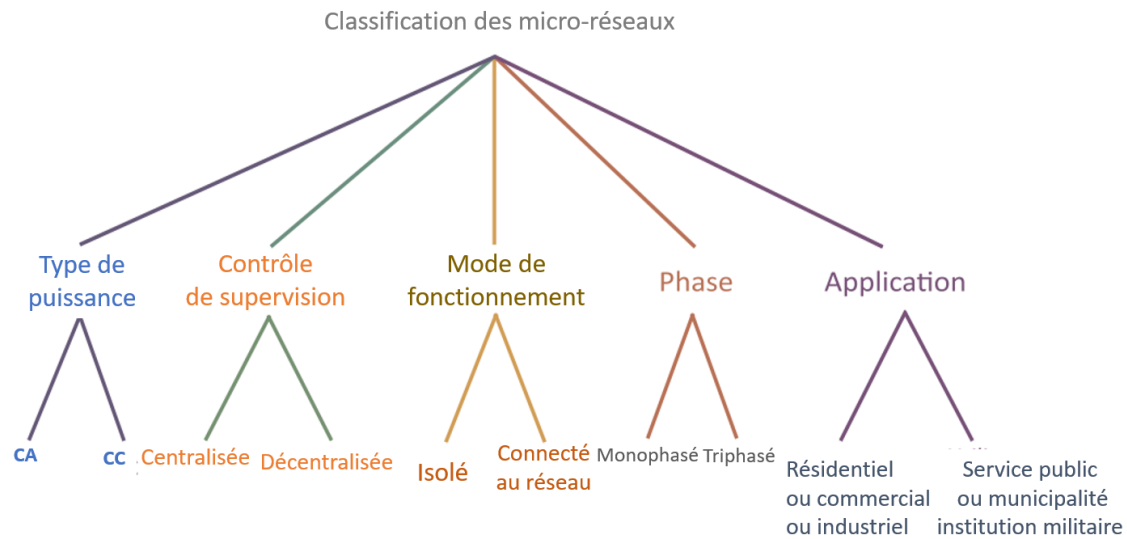 Classification des micro-réseaux
Type de
puissance
Contrôle
de supervision
Mode de
fonctionnement
Phase
Application
CA
CC
Centralisée
Décentralisée
Isolé
Connecté
au réseau
Monophasé
Triphasé
Résidentiel
ou commercial
ou industriel
Service public
ou municipalité
institution militaire